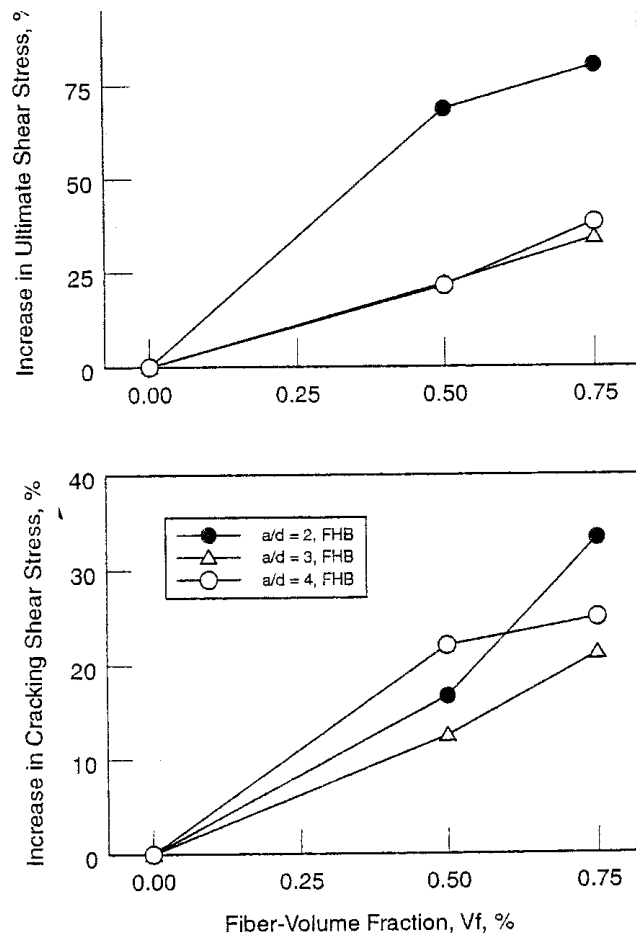 Increase in Ultimate Shear Stress, %
75
50
25
0
0.00 0.25 0.50 0.75
Increase in Cracking Shear Stress, %
40
30
20
10
0
a/d = 2, FHB
a/d = 3, FHB
a/d = 4, FHB
0.00 0.25 0.50 0.75
Fiber-Volume Fraction, Vf, %